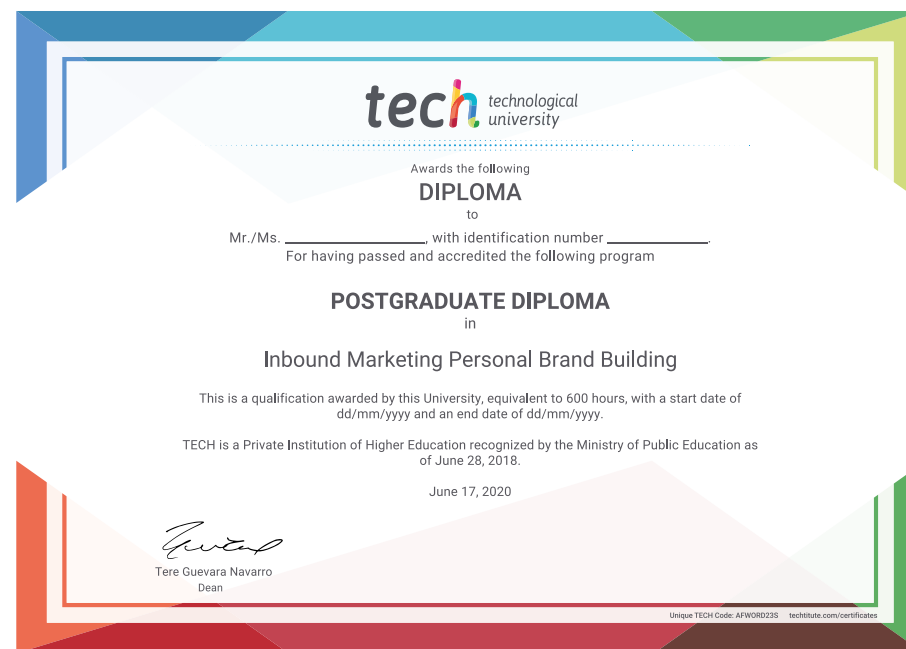 tech technological
university
Awards the following
DIPLOMA
to
Mr./Ms. ____________________, with identification number ______________.
For having passed and accredited the following program
POSTGRADUATE DIPLOMA
in
Inbound Marketing Personal Brand Building
This is a qualification awarded by this University, equivalent to 600 hours, with a start date of
dd/mm/yyyy and an end date of dd/mm/yyyy.
TECH is a Private Institution of Higher Education recognized by the Ministry of Public Education as
of June 28, 2018.
June 17, 2020
Tere Guevara Navarro
Dean
Unique TECH Code: AFWORD23S techtitute.com/certificates